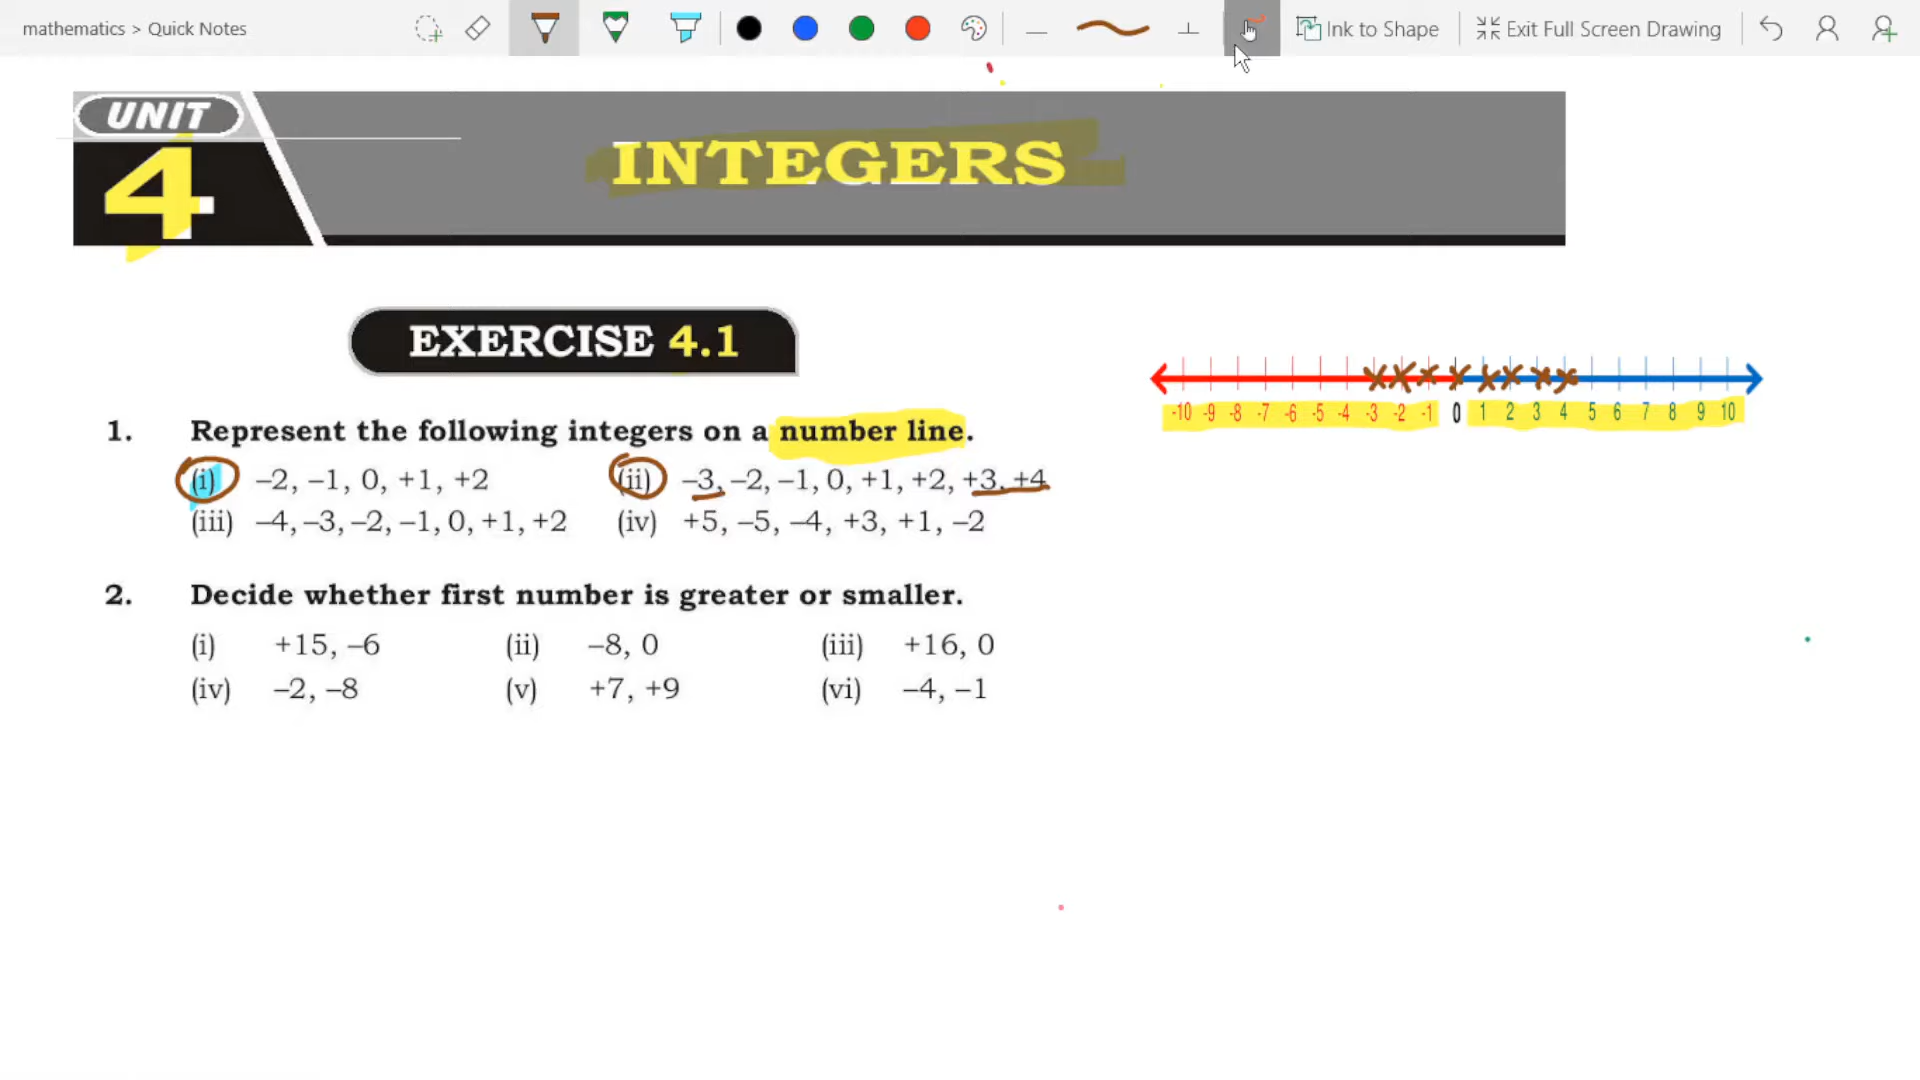 mathematics > Quick Notes
Ink to Shape
Exit Full Screen Drawing
UNIT
4
INTEGERS
EXERCISE 4.1
-10 -9 -8 -7 -6 -5 -4 -3 -2 -1 0 1 2 3 4 5 6 7 8 9 10
1. Represent the following integers on a number line.
(i) –2, –1, 0, +1, +2 (ii) –3, –2, –1, 0, +1, +2, +3, +4
(iii) –4, –3, –2, –1, 0, +1, +2 (iv) +5, –5, –4, +3, +1, –2
2. Decide whether first number is greater or smaller.
(i) +15, –6 (ii) –8, 0 (iii) +16, 0
(iv) –2, –8 (v) +7, +9 (vi) –4, –1